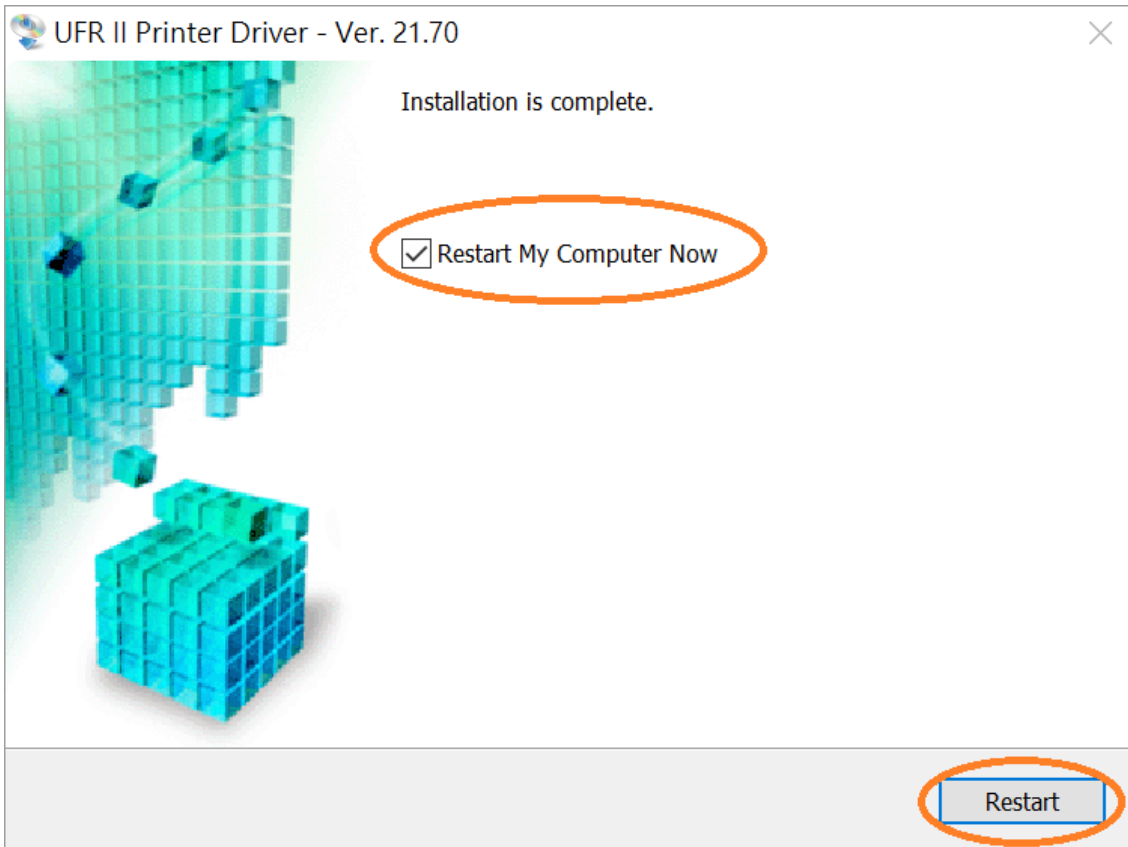 UFR II Printer Driver - Ver. 21.70
Installation is complete.
Restart My Computer Now
Restart